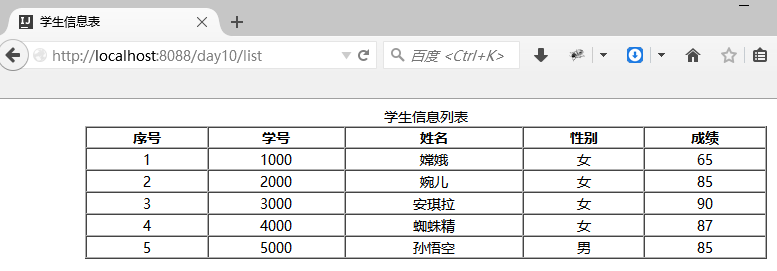 学生信息表
http://localhost:8088/day10/list
百度 <Ctrl+K>
学生信息列表
序号 学号 姓名 性别 成绩
1 1000 嫦娥 女 65
2 2000 婉儿 女 85
3 3000 安琪拉 女 90
4 4000 蜘蛛精 女 87
5 5000 孙悟空 男 85